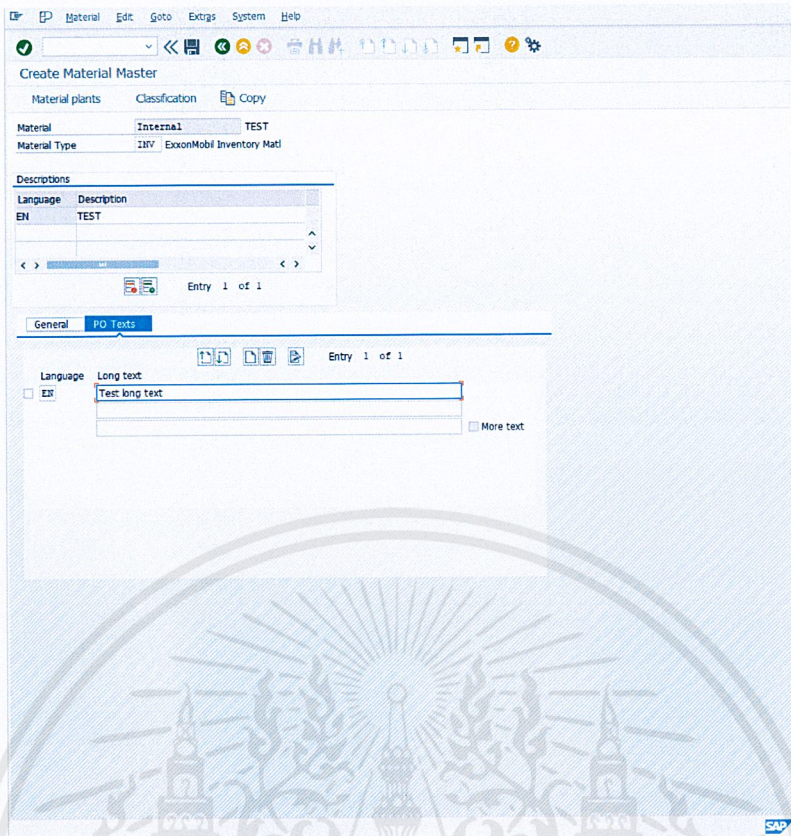 Material Edit Goto Extras System Help
Create Material Master
Material plants Classification Copy
Material Internal TEST
Material Type INV ExxonMobil Inventory Matl
Descriptions
Language Description
EN TEST
Entry 1 of 1
General PO Texts
Entry 1 of 1
Language Long text
EN Test long text
More text
SAP